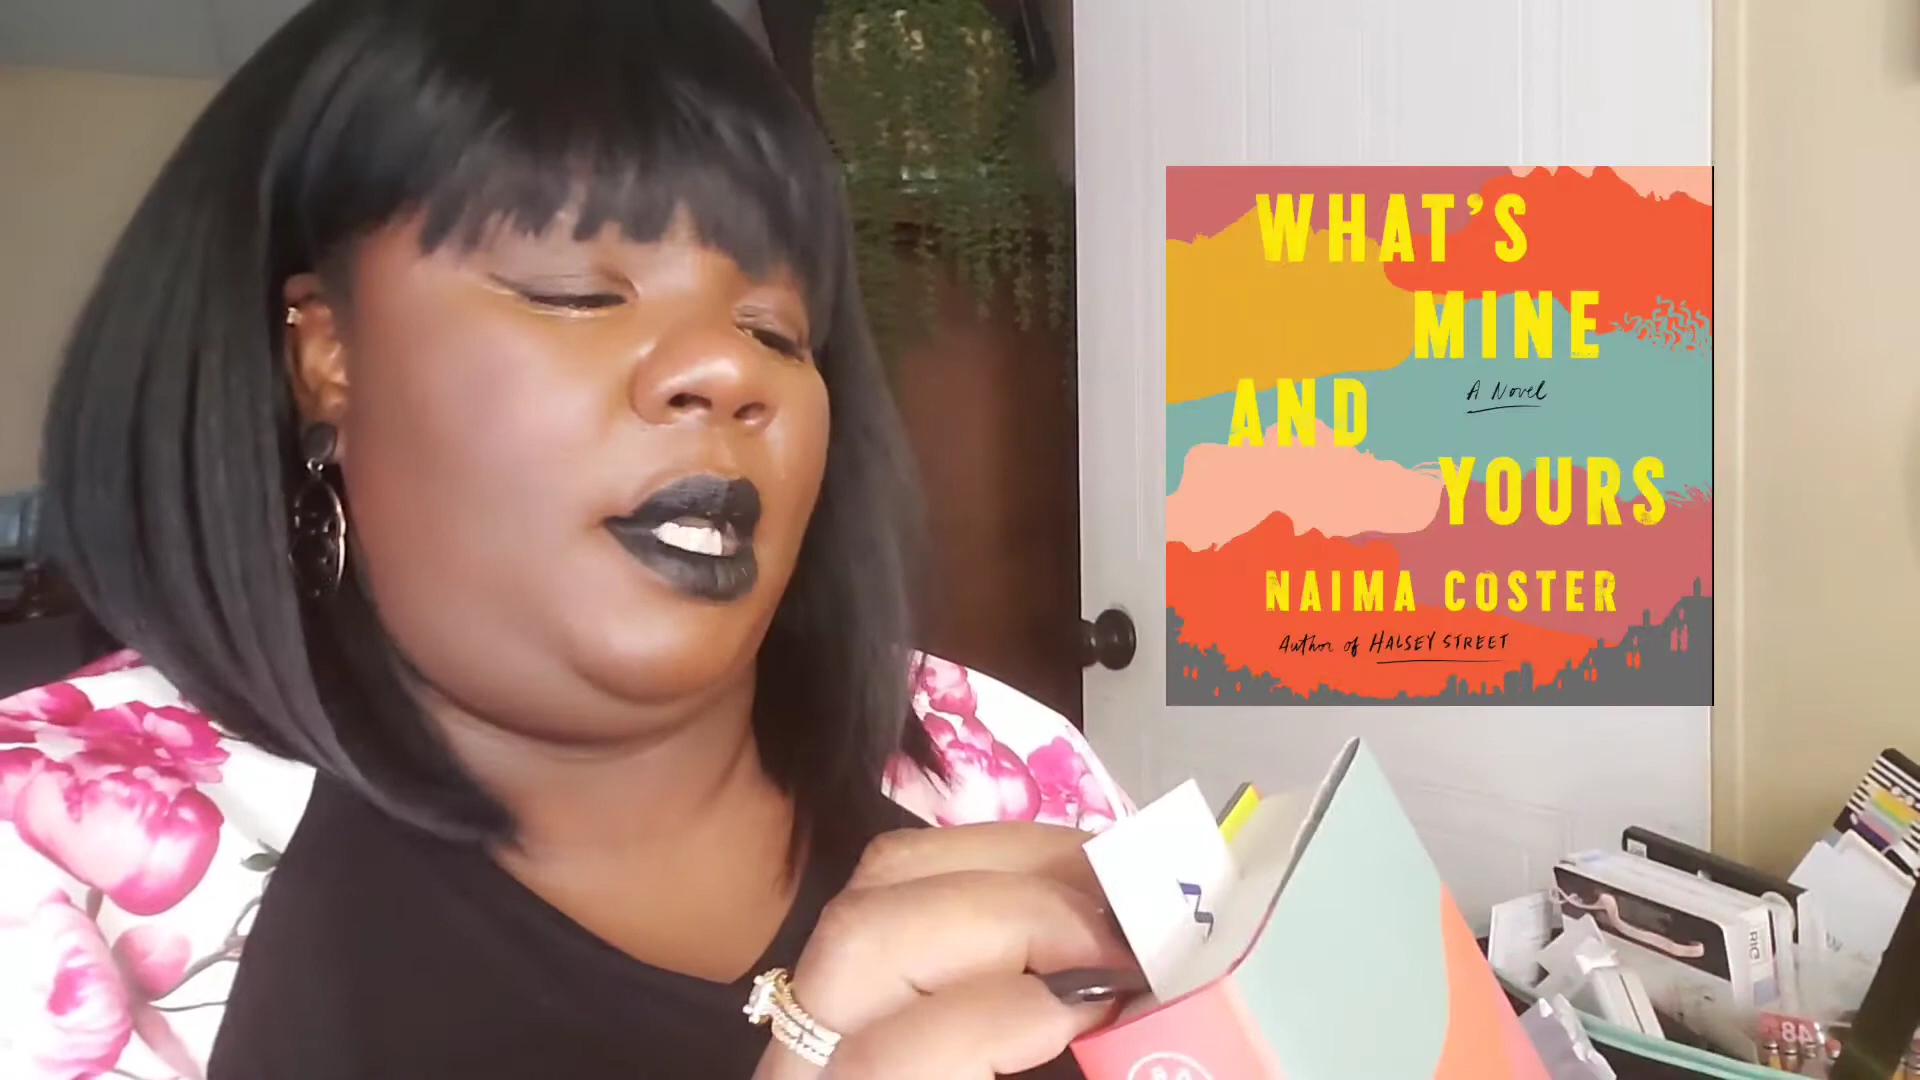 WHAT'S
MINE
A Novel
AND
YOURS
NAIMA COSTER
Author of HALSEY STREET